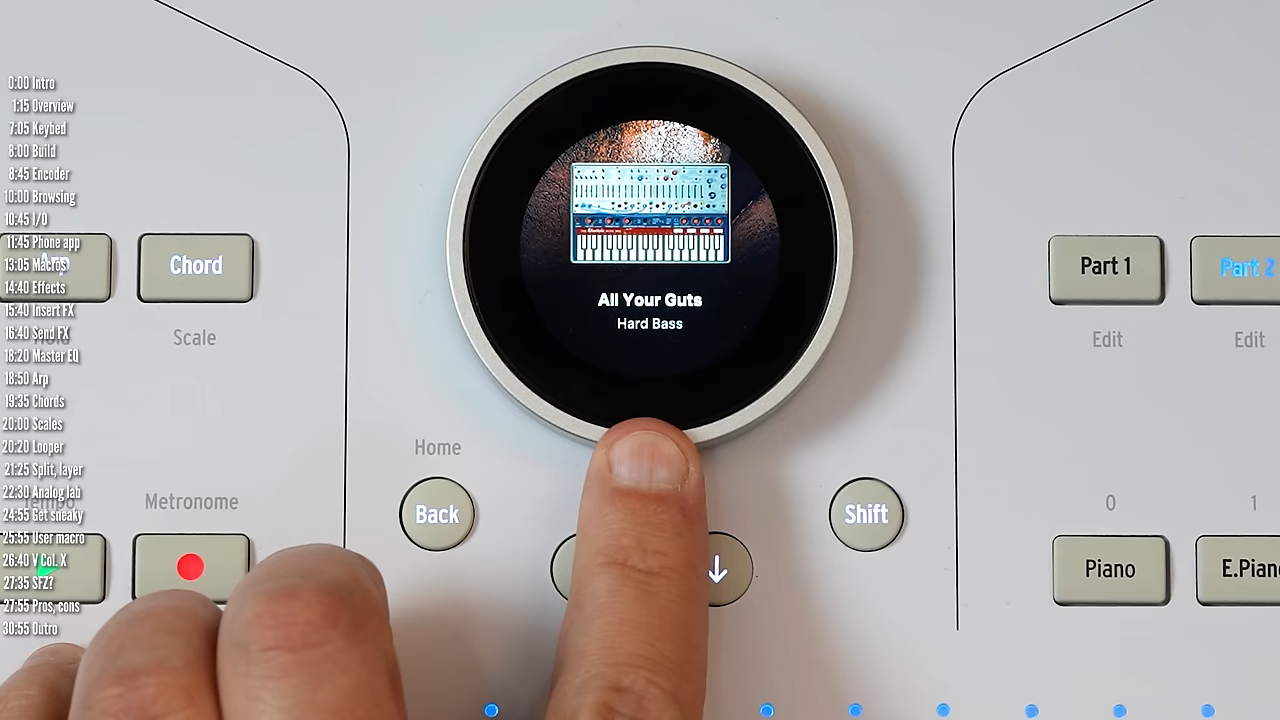 0:00 Intro
1:15 Overview
7:05 Keybed
8:00 Build
8:45 Encoder
10:00 Browsing
10:45 I/O
11:45 Phone app
13:05 Macros
14:40 Effects
15:40 Insert FX
16:40 Send FX
18:20 Master EQ
18:50 Arp
19:35 Chords
20:00 Scales
20:20 Looper
21:25 Split, layer
22:30 Analog lab
24:55 Get sneaky
25:55 User macro
26:40 V Col. X
27:35 SFZ?
27:55 Pros, cons
30:55 Outro
Chord
Scale
Metronome
All Your Guts
Hard Bass
Home
Back
Shift
Part 1
Part 2
Edit
Edit
0
1
Piano
E.Pian